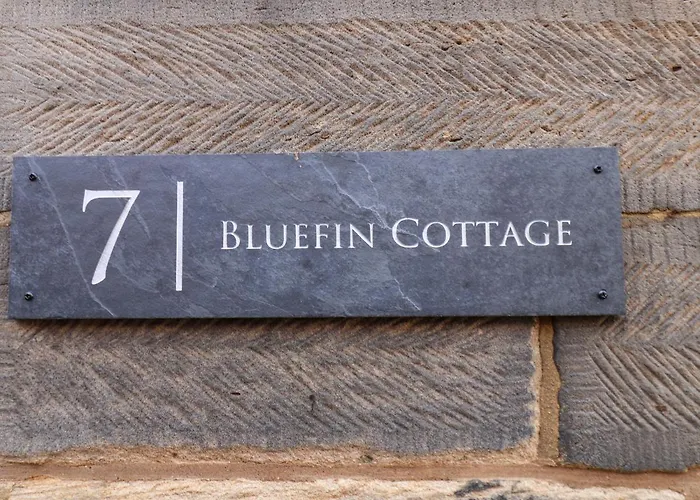 7 | Bluefin Cottage